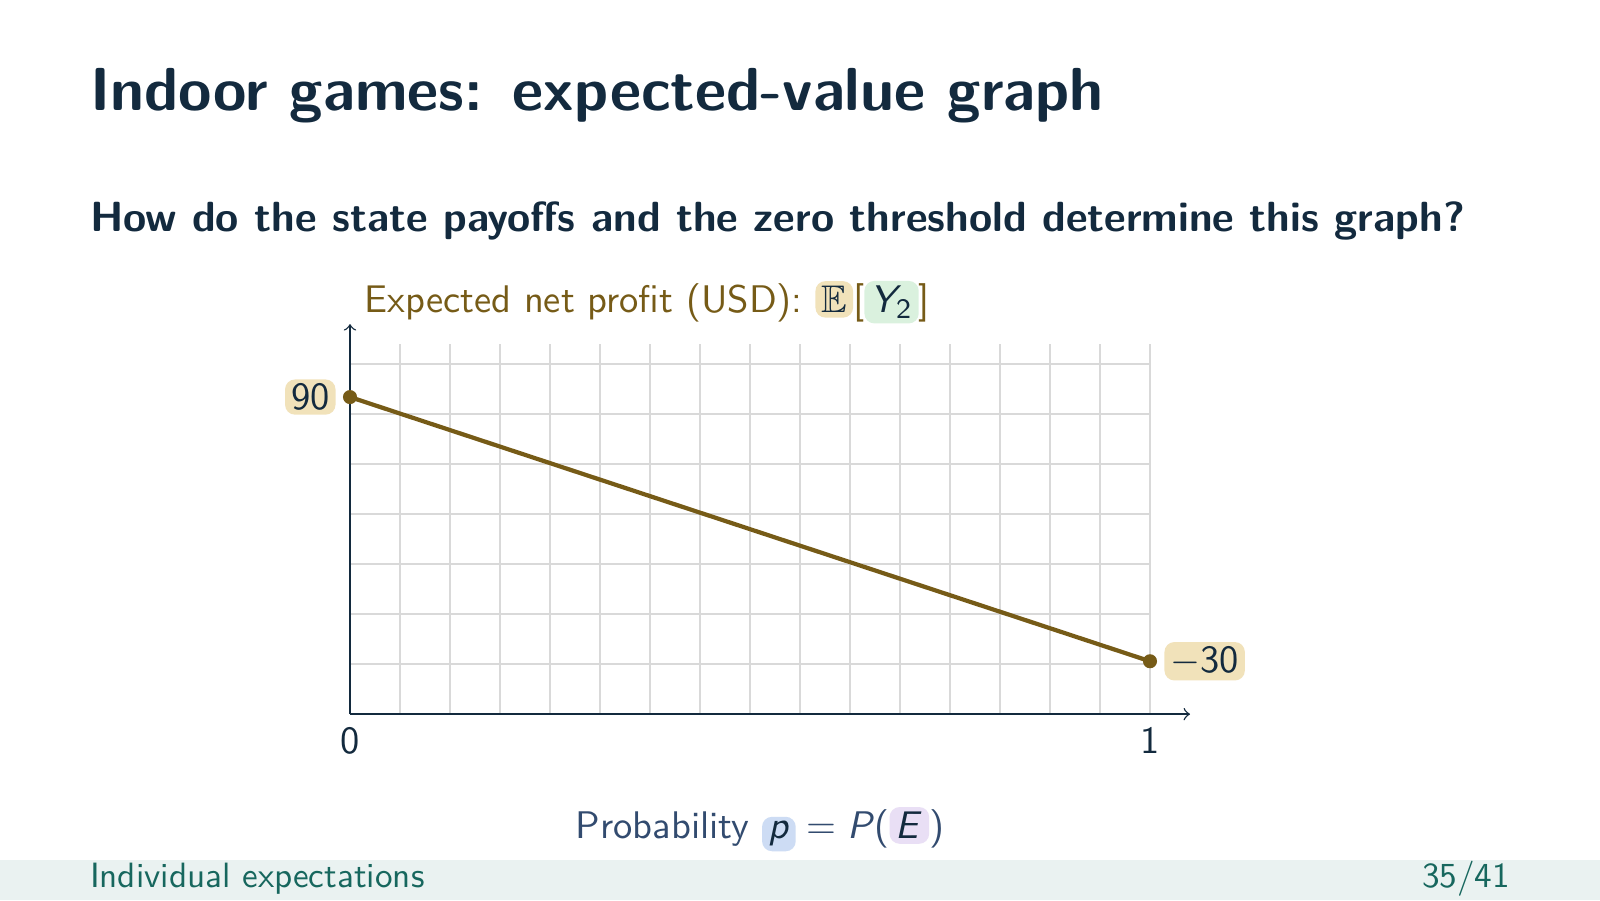 Indoor games: expected-value graph
How do the state payoffs and the zero threshold determine this graph?
Expected net profit (USD): 𝔼[Y₂]
90
−30
0 1
Probability p = P(E)
Individual expectations 35/41